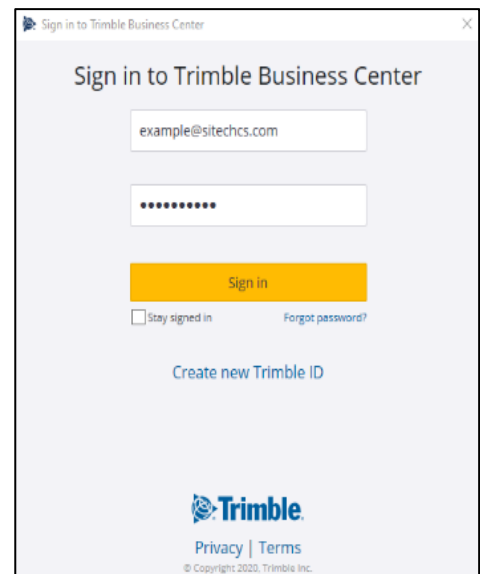 Sign in to Trimble Business Center
Sign in to Trimble Business Center
example@sitechcs.com
••••••••••
Sign in
Stay signed in Forgot password?
Create new Trimble ID
Trimble.
Privacy | Terms
© Copyright 2020, Trimble Inc.